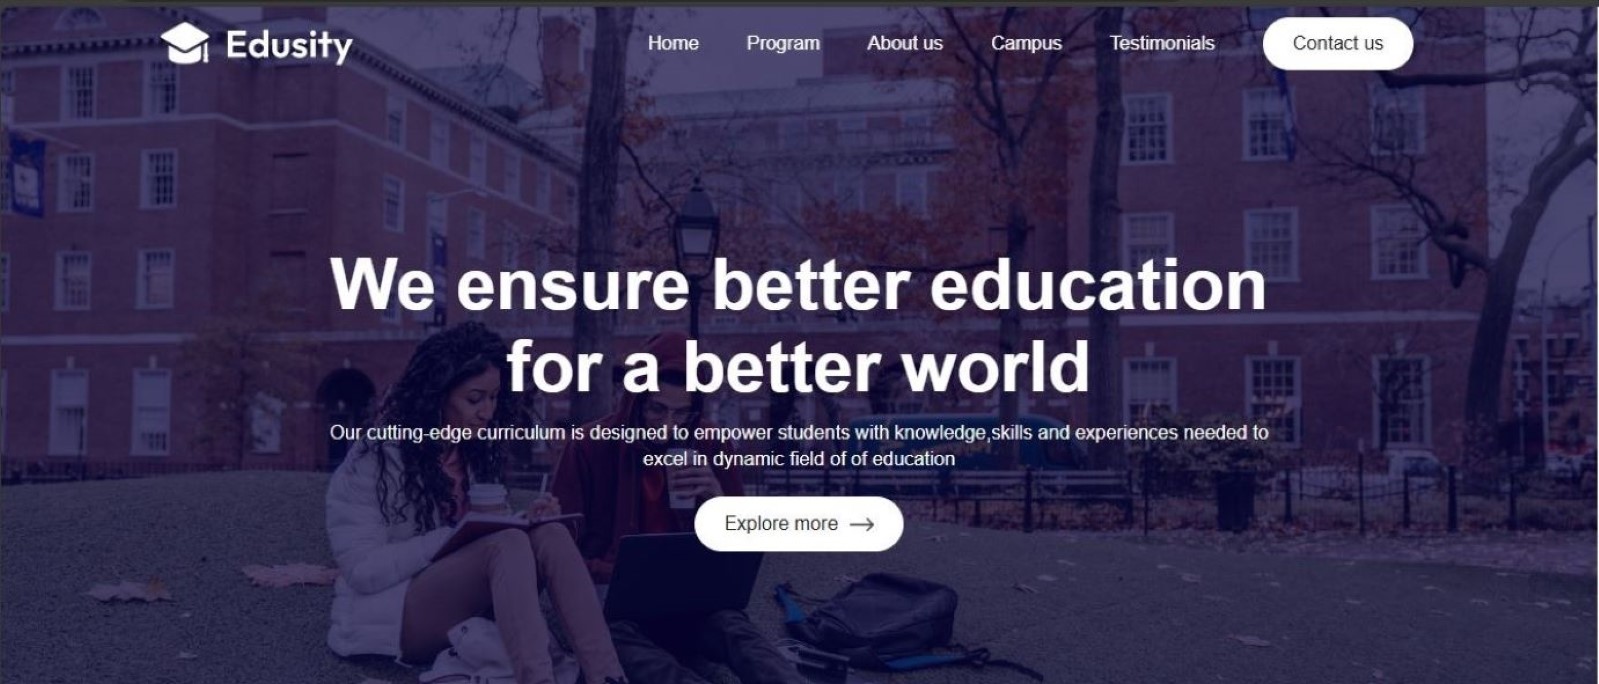 Edusity
Home Program About us Campus Testimonials Contact us
We ensure better education
for a better world
Our cutting-edge curriculum is designed to empower students with knowledge,skills and experiences needed to
excel in dynamic field of of education
Explore more